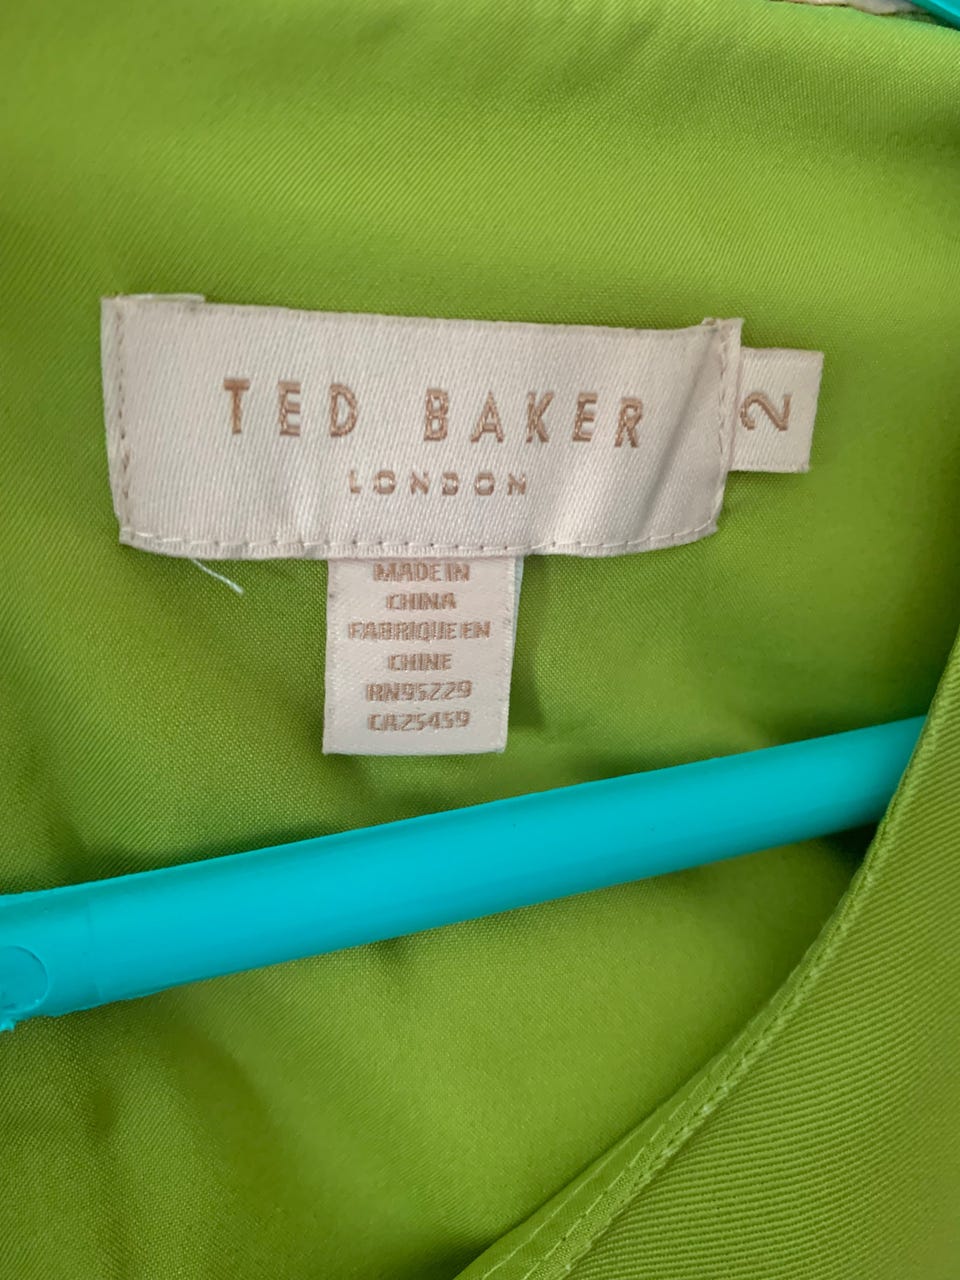 TED BAKER
LONDON
2
MADE IN
CHINA
FABRIQUE EN
CHINE
RN95229
CA25459